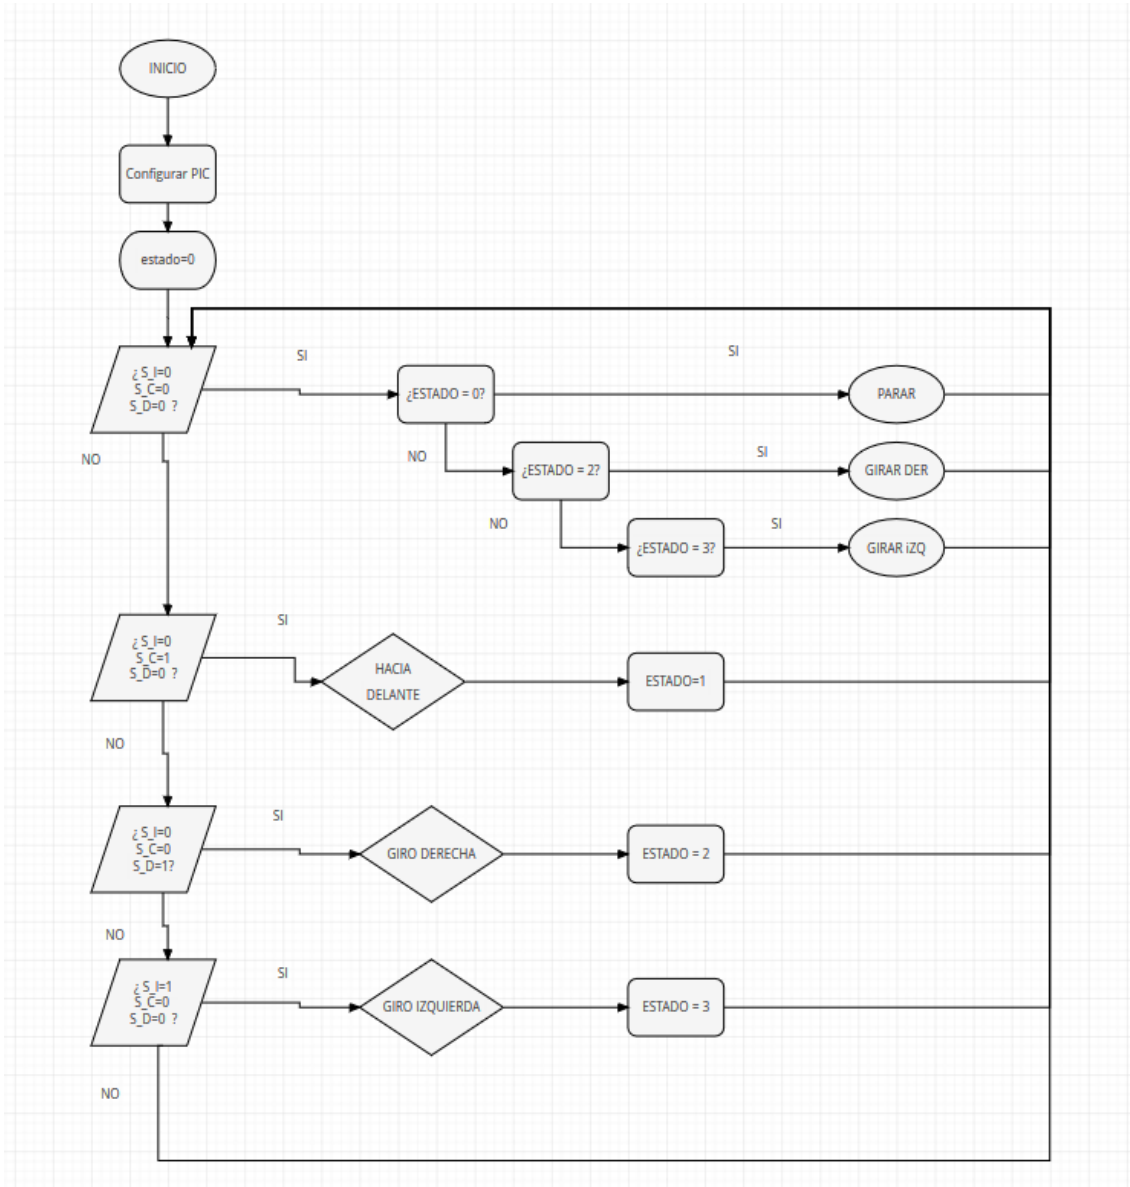 INICIO
Configurar PIC
estado=0
¿ S_I=0
S_C=0
S_D=0 ?
SI
¿ESTADO = 0?
SI
PARAR
NO
NO
¿ESTADO = 2?
SI
GIRAR DER
NO
¿ESTADO = 3?
SI
GIRAR iZQ
¿ S_I=0
S_C=1
S_D=0 ?
SI
HACIA
DELANTE
ESTADO=1
NO
¿ S_I=0
S_C=0
S_D=1?
SI
GIRO DERECHA
ESTADO = 2
NO
¿ S_I=1
S_C=0
S_D=0 ?
SI
GIRO IZQUIERDA
ESTADO = 3
NO